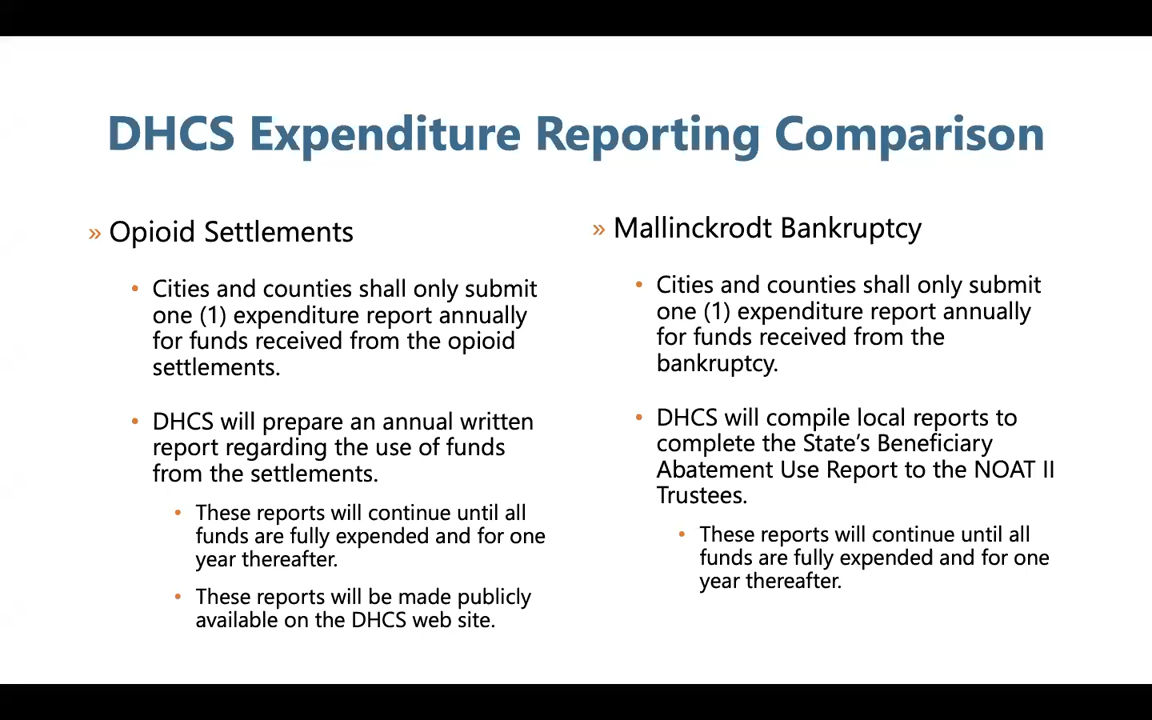 DHCS Expenditure Reporting Comparison
» Opioid Settlements
• Cities and counties shall only submit
one (1) expenditure report annually
for funds received from the opioid
settlements.
• DHCS will prepare an annual written
report regarding the use of funds
from the settlements.
• These reports will continue until all
funds are fully expended and for one
year thereafter.
• These reports will be made publicly
available on the DHCS web site.
» Mallinckrodt Bankruptcy
• Cities and counties shall only submit
one (1) expenditure report annually
for funds received from the
bankruptcy.
• DHCS will compile local reports to
complete the State’s Beneficiary
Abatement Use Report to the NOAT II
Trustees.
• These reports will continue until all
funds are fully expended and for one
year thereafter.